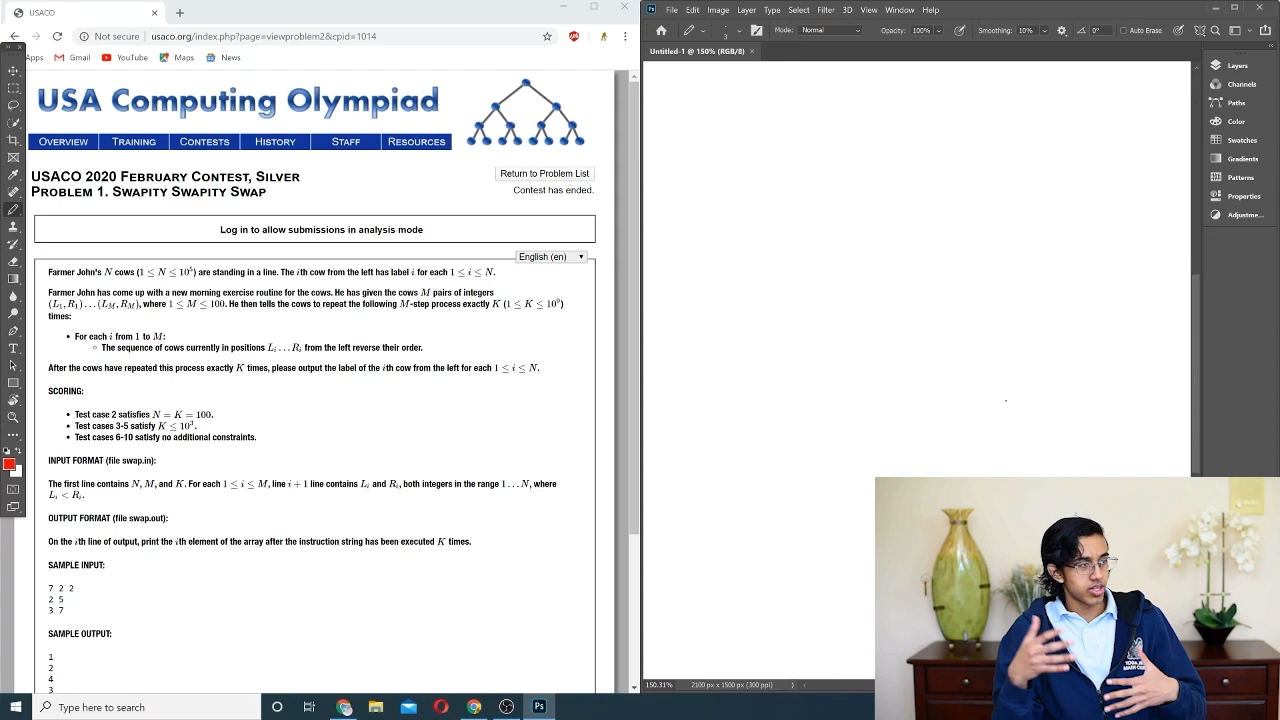 USACO
Not secure | usaco.org/index.php?page=viewproblem2&cpid=1014
Apps Gmail YouTube Maps News
USA Computing Olympiad
OVERVIEW TRAINING CONTESTS HISTORY STAFF RESOURCES
USACO 2020 FEBRUARY CONTEST, SILVER
PROBLEM 1. SWAPITY SWAPITY SWAP
Return to Problem List
Contest has ended.
Log in to allow submissions in analysis mode
English (en)
Farmer John's N cows (1 ≤ N ≤ 10^5) are standing in a line. The ith cow from the left has label i for each 1 ≤ i ≤ N.
Farmer John has come up with a new morning exercise routine for the cows. He has given the cows M pairs of integers
(L₁, R₁) … (L_M, R_M), where 1 ≤ M ≤ 100. He then tells the cows to repeat the following M-step process exactly K (1 ≤ K ≤ 10^9)
times:
• For each i from 1 to M:
○ The sequence of cows currently in positions L_i … R_i from the left reverse their order.
After the cows have repeated this process exactly K times, please output the label of the ith cow from the left for each 1 ≤ i ≤ N.
SCORING:
• Test case 2 satisfies N = K = 100.
• Test cases 3-5 satisfy K ≤ 10^3.
• Test cases 6-10 satisfy no additional constraints.
INPUT FORMAT (file swap.in):
The first line contains N, M, and K. For each 1 ≤ i ≤ M, line i + 1 line contains L_i and R_i, both integers in the range 1 … N, where
L_i < R_i.
OUTPUT FORMAT (file swap.out):
On the ith line of output, print the ith element of the array after the instruction string has been executed K times.
SAMPLE INPUT:
7 2 2
2 5
3 7
SAMPLE OUTPUT:
1
2
4
3
Type here to search
Ps
File Edit Image Layer Type Select Filter 3D View Window Help
3
Mode: Normal Opacity: 100% Smoothing: 10% 0° Auto Erase
Untitled-1 @ 150% (RGB/8)
Layers
Channels
Paths
Color
Swatches
Gradients
Patterns
Properties
Adjustme...
150.31% 2100 px x 1500 px (300 ppi)